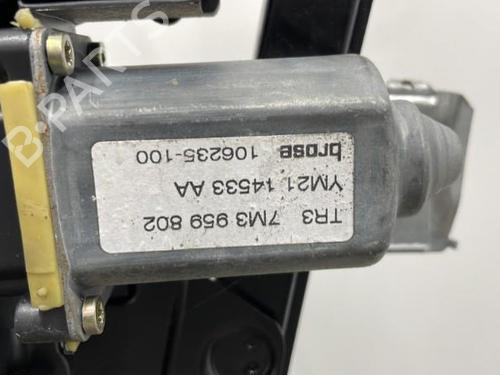 TR3 7M3 959 802
YM21 14533 AA
brose 106235-100
B-PARTS